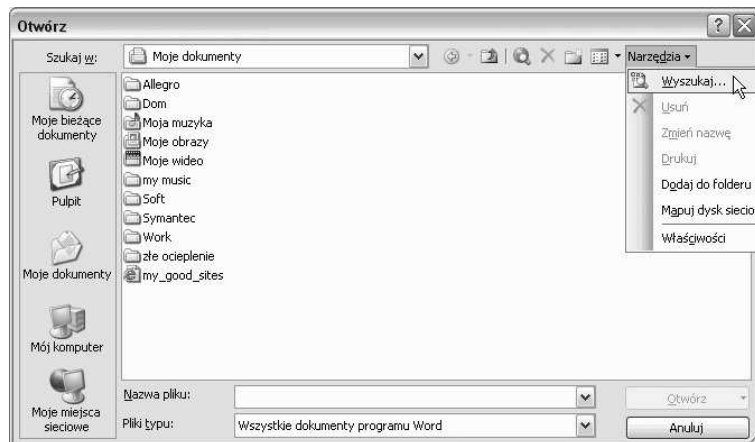 Otwórz
Szukaj w:
Moje dokumenty
Narzędzia
Moje bieżące
dokumenty
Pulpit
Moje dokumenty
Mój komputer
Moje miejsca
sieciowe
Allegro
Dom
Moja muzyka
Moje obrazy
Moje wideo
my music
Soft
Symantec
Work
złe ocieplenie
my_good_sites
Wyszukaj...
Usuń
Zmień nazwę
Drukuj
Dodaj do folderu
Mapuj dysk siecio
Właściwości
Nazwa pliku:
Otwórz
Pliki typu:
Wszystkie dokumenty programu Word
Anuluj